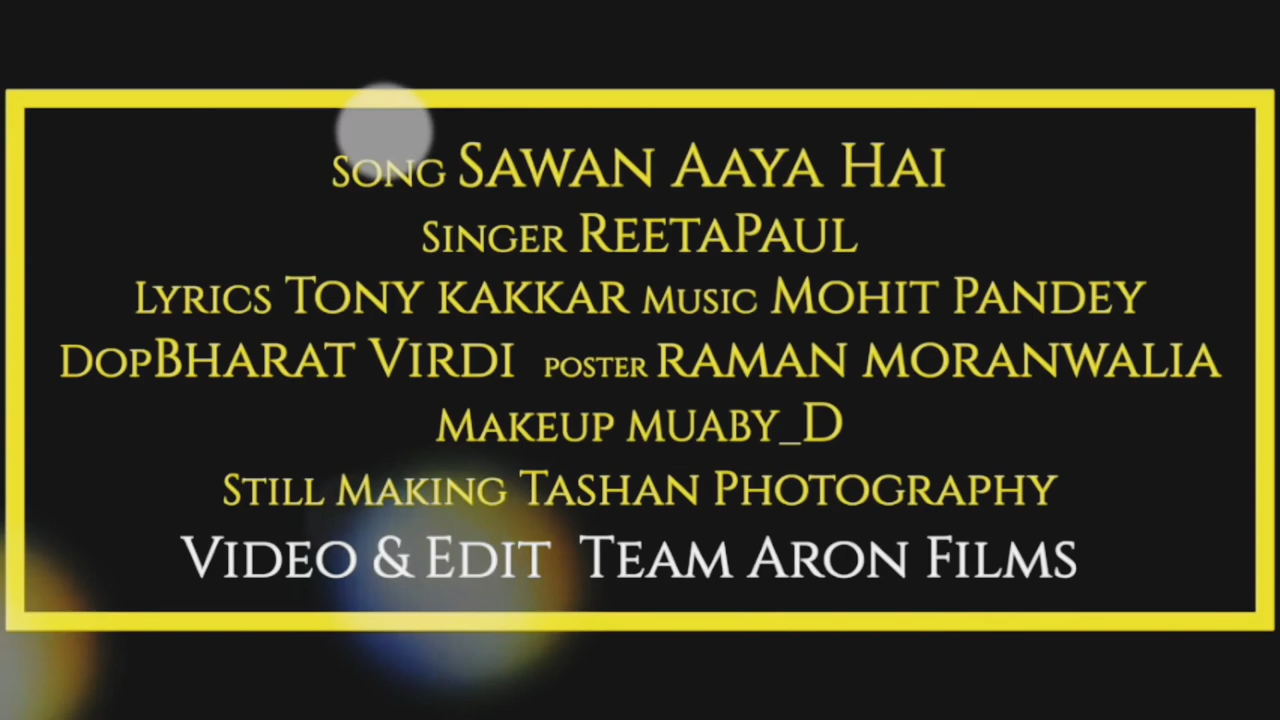 Song Sawan Aaya Hai
Singer ReetaPaul
Lyrics Tony kakkar Music Mohit Pandey
DopBharat Virdi poster raman moranwalia
Makeup muaby_D
Still Making Tashan Photography
Video & Edit Team Aron Films